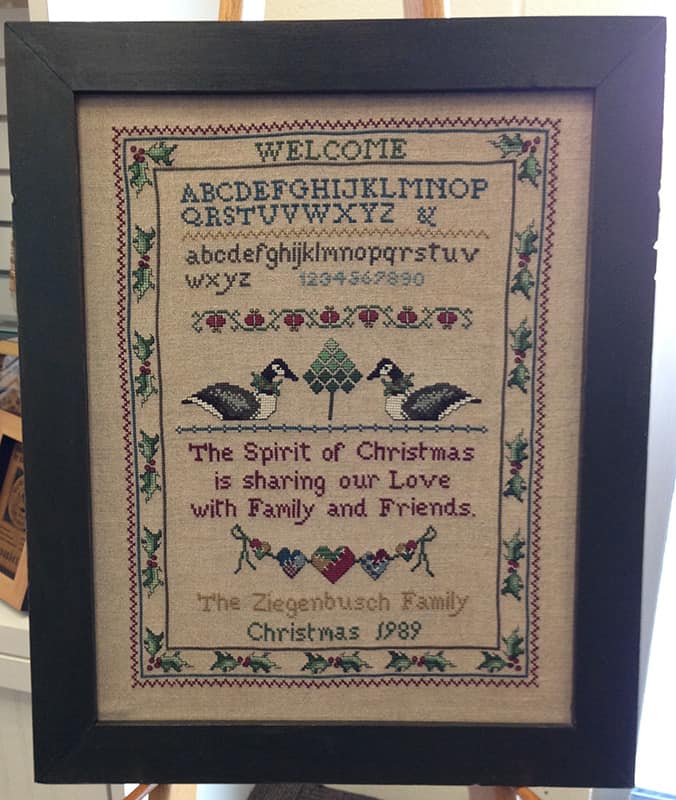 WELCOME
ABCDEFGHIJKLMNOP
QRSTUVWXYZ &
abcdefghijklmnopqrstuv
wxyz 1234567890
The Spirit of Christmas
is sharing our Love
with Family and Friends.
The Ziegenbusch Family
Christmas 1989